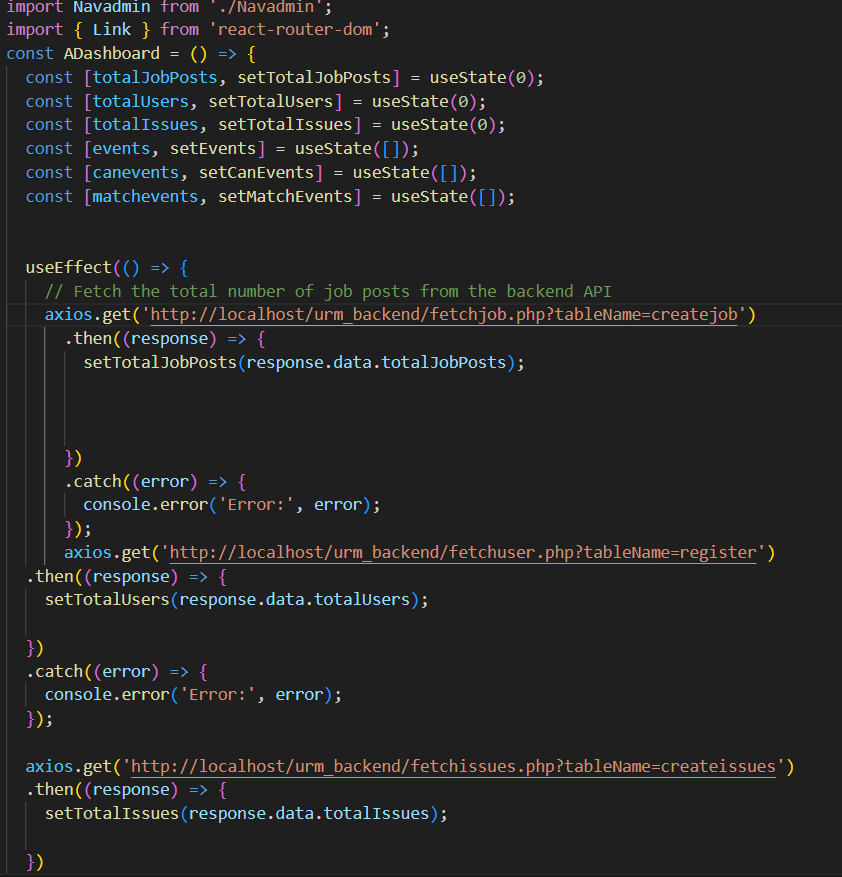 import Navadmin from './Navadmin';
import { Link } from 'react-router-dom';
const ADashboard = () => {
  const [totalJobPosts, setTotalJobPosts] = useState(0);
  const [totalUsers, setTotalUsers] = useState(0);
  const [totalIssues, setTotalIssues] = useState(0);
  const [events, setEvents] = useState([]);
  const [canevents, setCanEvents] = useState([]);
  const [matchevents, setMatchEvents] = useState([]);
  useEffect(() => {
    // Fetch the total number of job posts from the backend API
    axios.get('http://localhost/urm_backend/fetchjob.php?tableName=createjob')
      .then((response) => {
        setTotalJobPosts(response.data.totalJobPosts);
      })
      .catch((error) => {
        console.error('Error:', error);
      });
      axios.get('http://localhost/urm_backend/fetchuser.php?tableName=register')
  .then((response) => {
    setTotalUsers(response.data.totalUsers);
  })
  .catch((error) => {
    console.error('Error:', error);
  });
  axios.get('http://localhost/urm_backend/fetchissues.php?tableName=createissues')
  .then((response) => {
    setTotalIssues(response.data.totalIssues);
  })